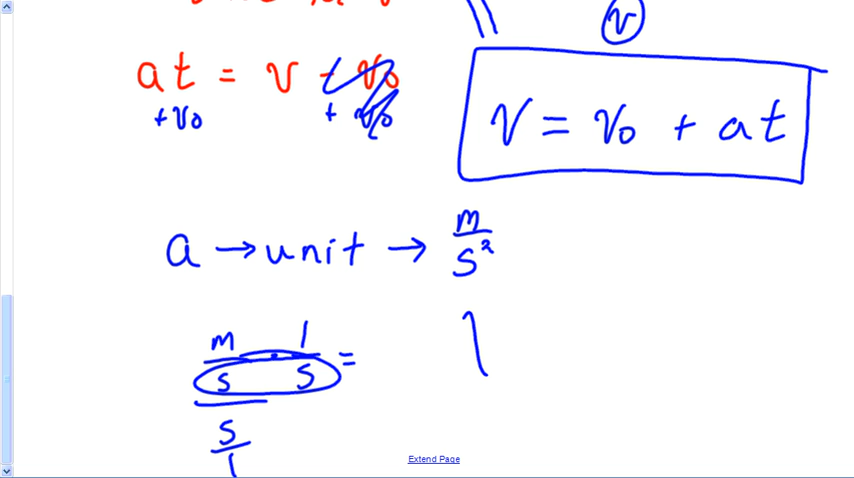 at = v - v₀
+v₀ + v₀
v
v = v₀ + at
a → unit → m/s²
m/s · 1/s =
s/1
Extend Page